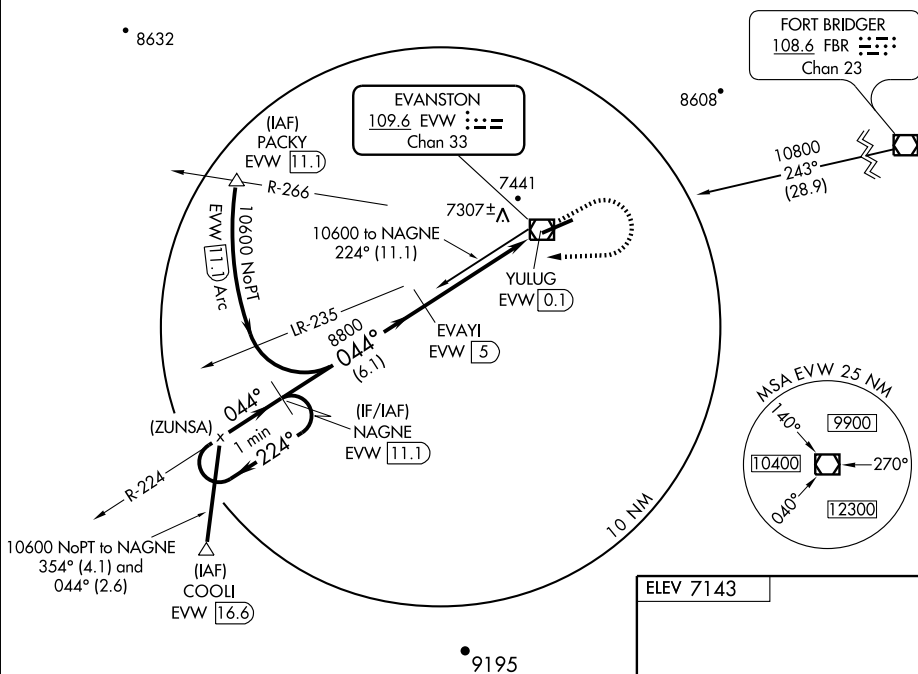 8632
FORT BRIDGER
108.6 FBR
Chan 23
8608
EVANSTON
109.6 EVW
Chan 33
(IAF)
PACKY
EVW 11.1
R-266
10800
243°
(28.9)
7441
7307±
10600 to NAGNE
224° (11.1)
10600 NoPT
EVW 11.1 Arc
YULUG
EVW 0.1
LR-235
8800
044°
(6.1)
EVAYI
EVW 5
044°
(ZUNSA)
1 min
224°
(IF/IAF)
NAGNE
EVW 11.1
R-224
10600 NoPT to NAGNE
354° (4.1) and
044° (2.6)
(IAF)
COOLI
EVW 16.6
10 NM
MSA EVW 25 NM
140°
9900
10400
270°
040°
12300
ELEV 7143
9195